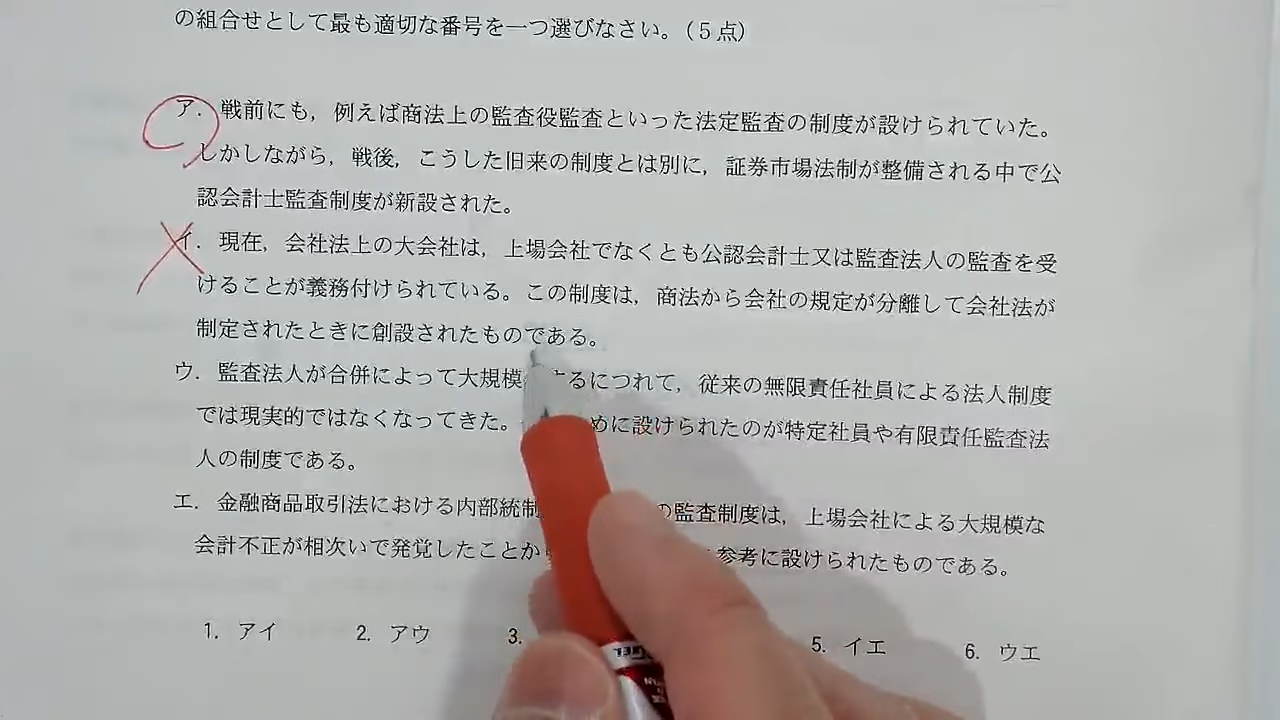 の組合せとして最も適切な番号を一つ選びなさい。(5点)
ア．戦前にも，例えば商法上の監査役監査といった法定監査の制度が設けられていた。
しかしながら，戦後，こうした旧来の制度とは別に，証券市場法制が整備される中で公
認会計士監査制度が新設された。
イ．現在，会社法上の大会社は，上場会社でなくとも公認会計士又は監査法人の監査を受
けることが義務付けられている。この制度は，商法から会社の規定が分離して会社法が
制定されたときに創設されたものである。
ウ．監査法人が合併によって大規模 するにつれて，従来の無限責任社員による法人制度
では現実的ではなくなってきた。 めに設けられたのが特定社員や有限責任監査法
人の制度である。
エ．金融商品取引法における内部統制 の監査制度は，上場会社による大規模な
会計不正が相次いで発覚したことか 参考に設けられたものである。
1. アイ 2. アウ 3. 5. イエ 6. ウエ